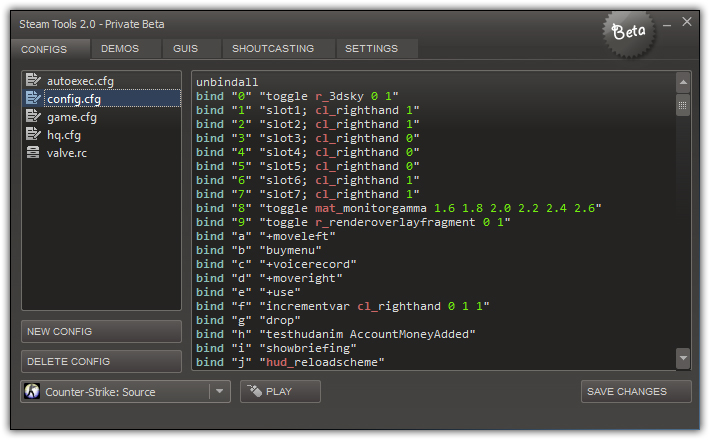 Steam Tools 2.0 - Private Beta
Beta
CONFIGS
DEMOS
GUIS
SHOUTCASTING
SETTINGS
autoexec.cfg
config.cfg
game.cfg
hq.cfg
valve.rc
unbindall
bind "0" "toggle r_3dsky 0 1"
bind "1" "slot1; cl_righthand 1"
bind "2" "slot2; cl_righthand 1"
bind "3" "slot3; cl_righthand 0"
bind "4" "slot4; cl_righthand 0"
bind "5" "slot5; cl_righthand 0"
bind "6" "slot6; cl_righthand 1"
bind "7" "slot7; cl_righthand 1"
bind "8" "toggle mat_monitorgamma 1.6 1.8 2.0 2.2 2.4 2.6"
bind "9" "toggle r_renderoverlayfragment 0 1"
bind "a" "+moveleft"
bind "b" "buymenu"
bind "c" "+voicerecord"
bind "d" "+moveright"
bind "e" "+use"
bind "f" "incrementvar cl_righthand 0 1 1"
bind "g" "drop"
bind "h" "testhudanim AccountMoneyAdded"
bind "i" "showbriefing"
bind "j" "hud_reloadscheme"
NEW CONFIG
DELETE CONFIG
Counter-Strike: Source
PLAY
SAVE CHANGES